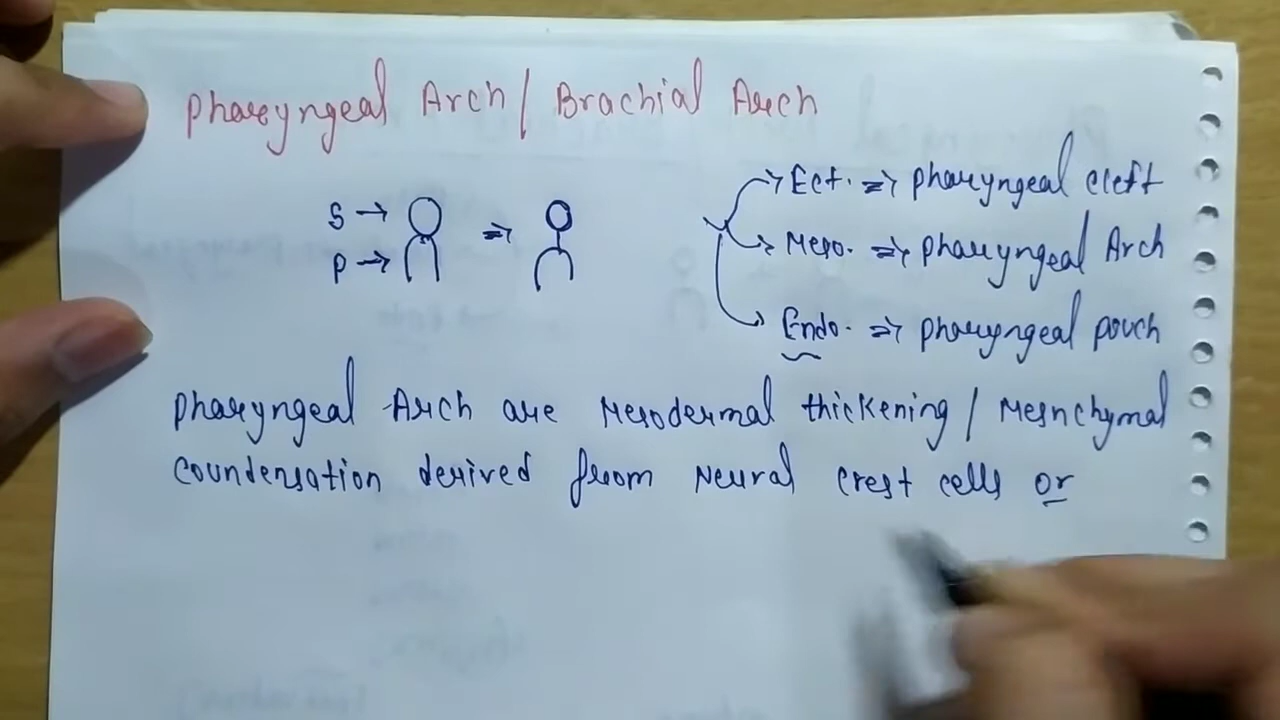 Pharyngeal Arch / Brachial Arch
S →
P →
⇒
→ Ect. ⇒ Pharyngeal cleft
→ Meso. ⇒ Pharyngeal Arch
→ Endo. ⇒ Pharyngeal pouch
Pharyngeal Arch are Mesodermal thickening / Mesnchymal
Coundensation derived from Neural crest cells or